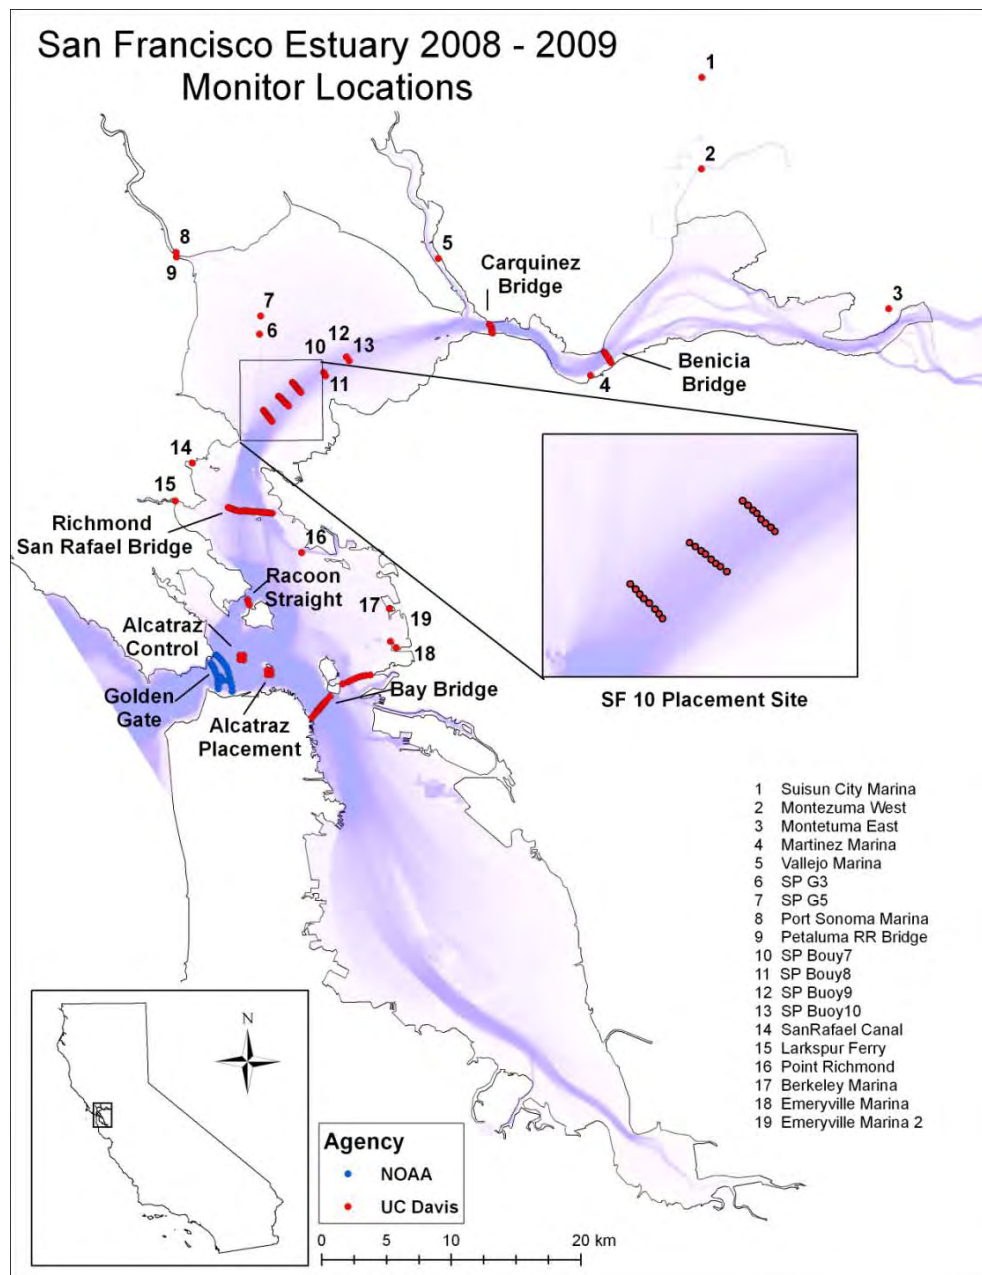 San Francisco Estuary 2008 - 2009
Monitor Locations
1
2
8
9
5
Carquinez
Bridge
7
6
3
12
10
13
11
Benicia
Bridge
4
14
15
Richmond
San Rafael Bridge
16
Racoon
Straight
17
19
Alcatraz
Control
18
Golden
Gate
Bay Bridge
Alcatraz
Placement
SF 10 Placement Site
1 Suisun City Marina
2 Montezuma West
3 Montetuma East
4 Martinez Marina
5 Vallejo Marina
6 SP G3
7 SP G5
8 Port Sonoma Marina
9 Petaluma RR Bridge
10 SP Bouy7
11 SP Bouy8
12 SP Buoy9
13 SP Buoy10
14 SanRafael Canal
15 Larkspur Ferry
16 Point Richmond
17 Berkeley Marina
18 Emeryville Marina
19 Emeryville Marina 2
N
Agency
NOAA
UC Davis
0 5 10 20 km